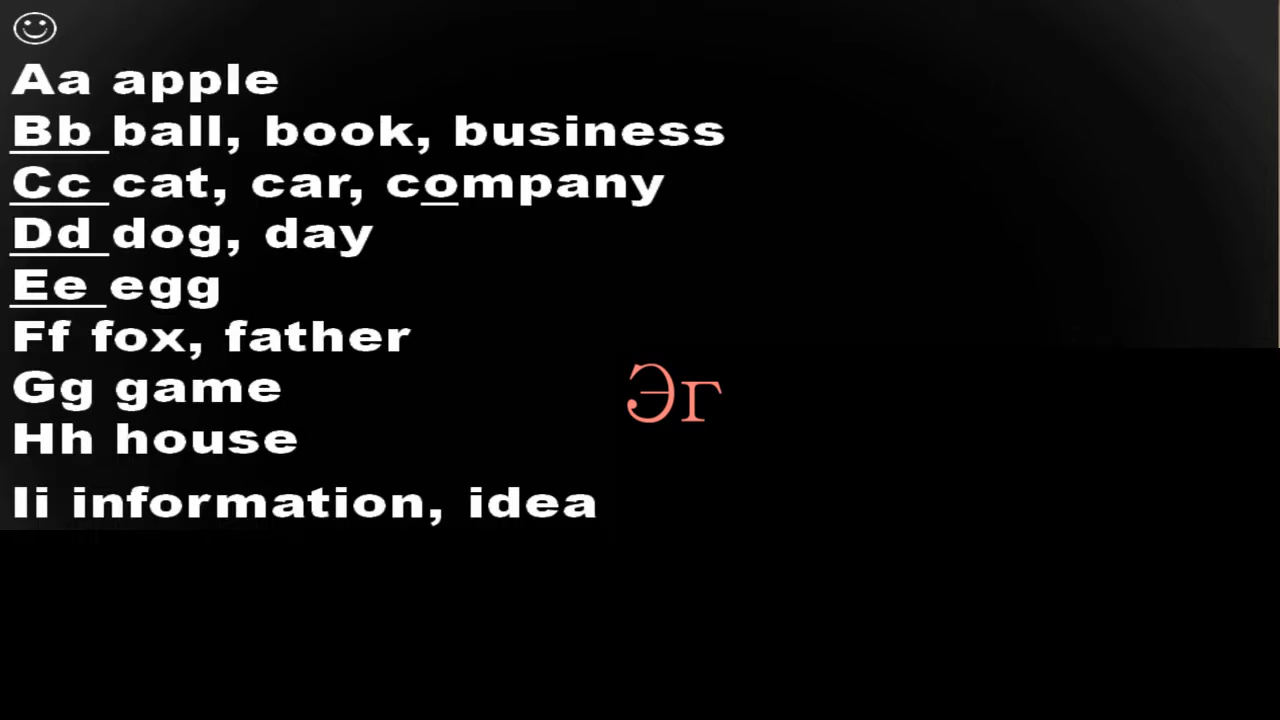 Aa apple
Bb ball, book, business
Cc cat, car, company
Dd dog, day
Ee egg
Ff fox, father
Gg game
Эг
Hh house
Ii information, idea